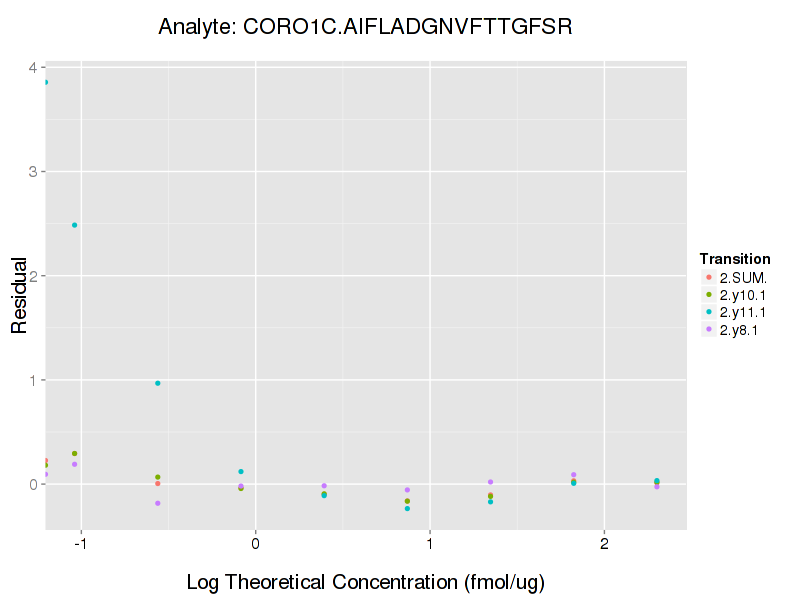 Analyte: CORO1C.AIFLADGNVFTTGFSR
4
3
2
1
0
Residual
-1
0
1
2
Log Theoretical Concentration (fmol/ug)
Transition
2.SUM.
2.y10.1
2.y11.1
2.y8.1